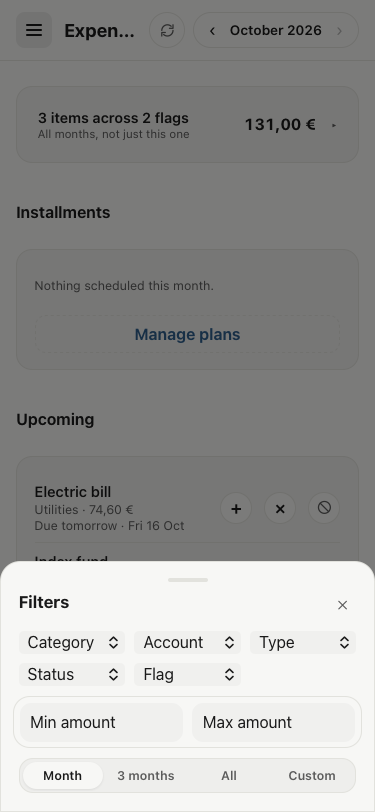 Expen...
‹ October 2026 ›
3 items across 2 flags
All months, not just this one
131,00 €
Installments
Nothing scheduled this month.
Manage plans
Upcoming
Electric bill
Utilities · 74,60 €
Due tomorrow · Fri 16 Oct
Index fund
Filters
Category Account Type
Status Flag
Min amount Max amount
Month 3 months All Custom